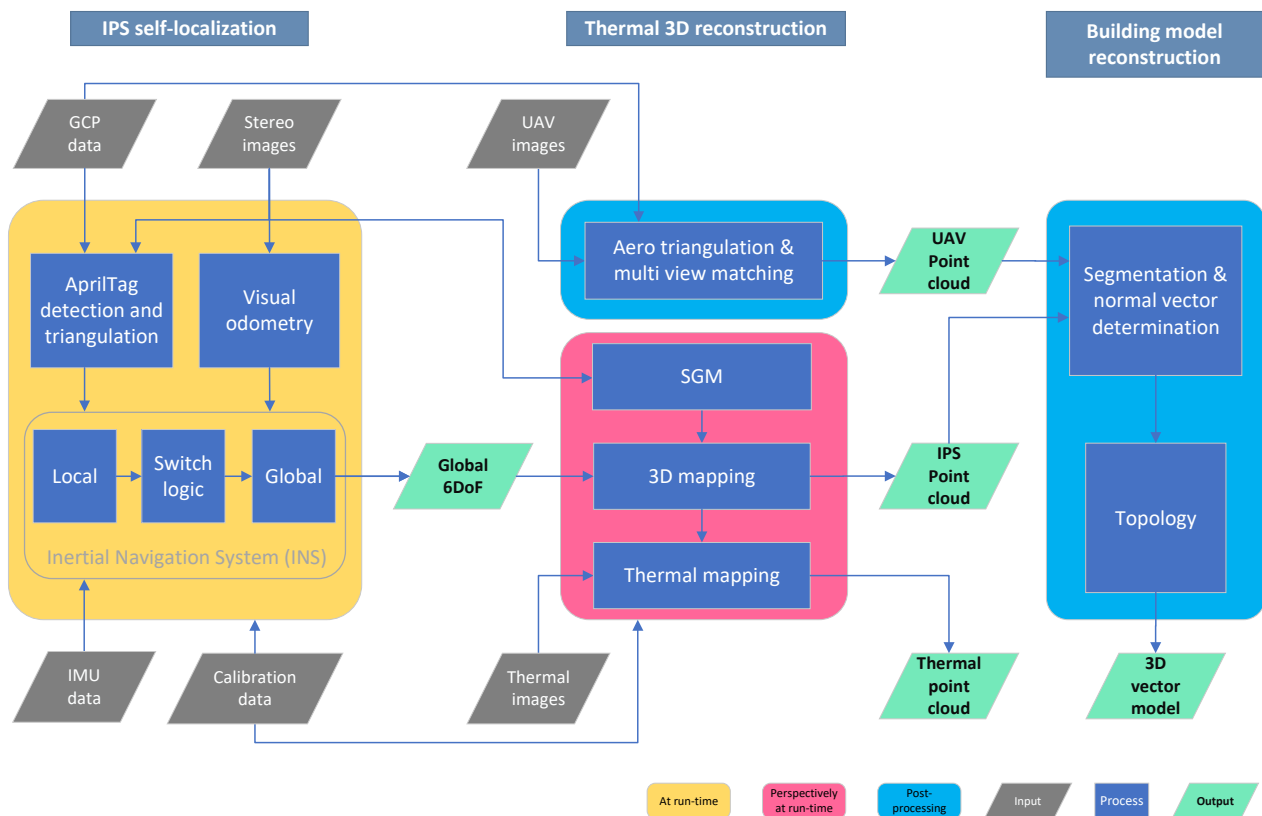 IPS self-localization
Thermal 3D reconstruction
Building model
reconstruction
GCP
data
Stereo
images
UAV
images
AprilTag
detection and
triangulation
Visual
odometry
Aero triangulation &
multi view matching
UAV
Point
cloud
Segmentation &
normal vector
determination
SGM
Local
Switch
logic
Global
Inertial Navigation System (INS)
Global
6DoF
3D mapping
IPS
Point
cloud
Topology
Thermal mapping
IMU
data
Calibration
data
Thermal
images
Thermal
point
cloud
3D
vector
model
At run-time
Perspectively
at run-time
Post-
processing
Input
Process
Output